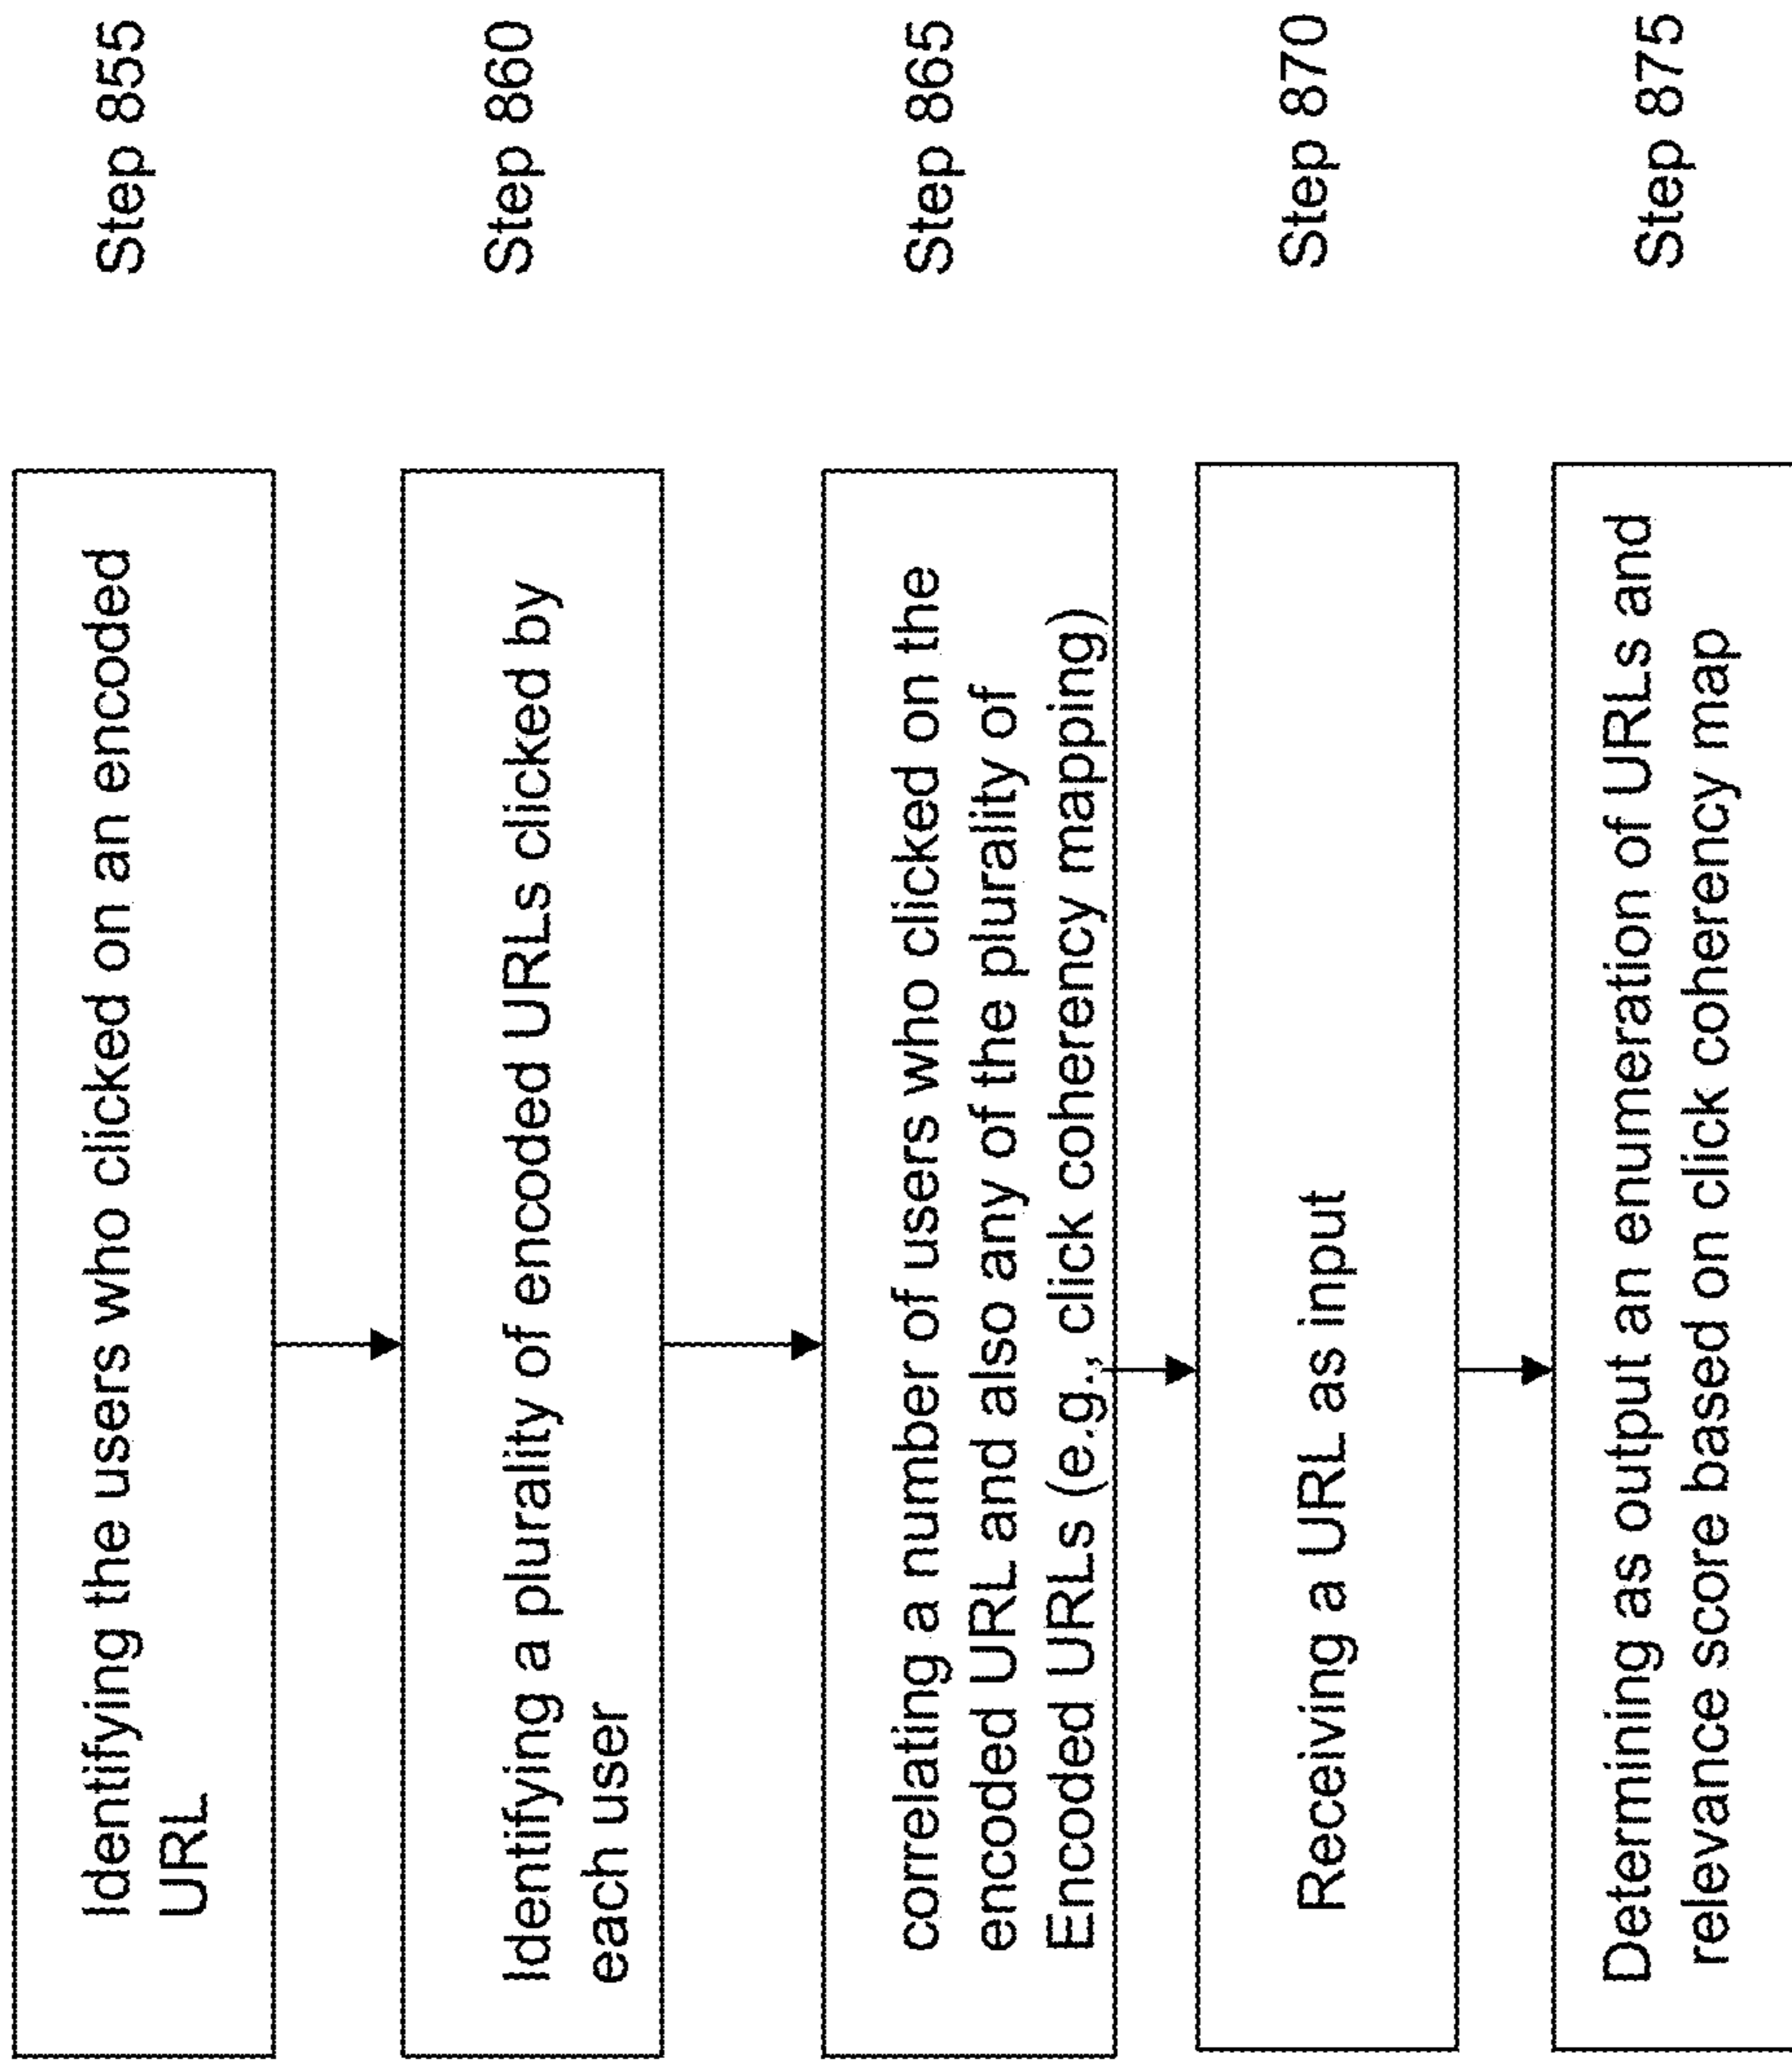 Identifying the users who clicked on an encoded
URL
Step 855
Identifying a plurality of encoded URLs clicked by
each user
Step 860
correlating a number of users who clicked on the
encoded URL and also any of the plurality of
Encoded URLs (e.g., click coherency mapping)
Step 865
Receiving a URL as input
Step 870
Determining as output an enumeration of URLs and
relevance score based on click coherency map
Step 875